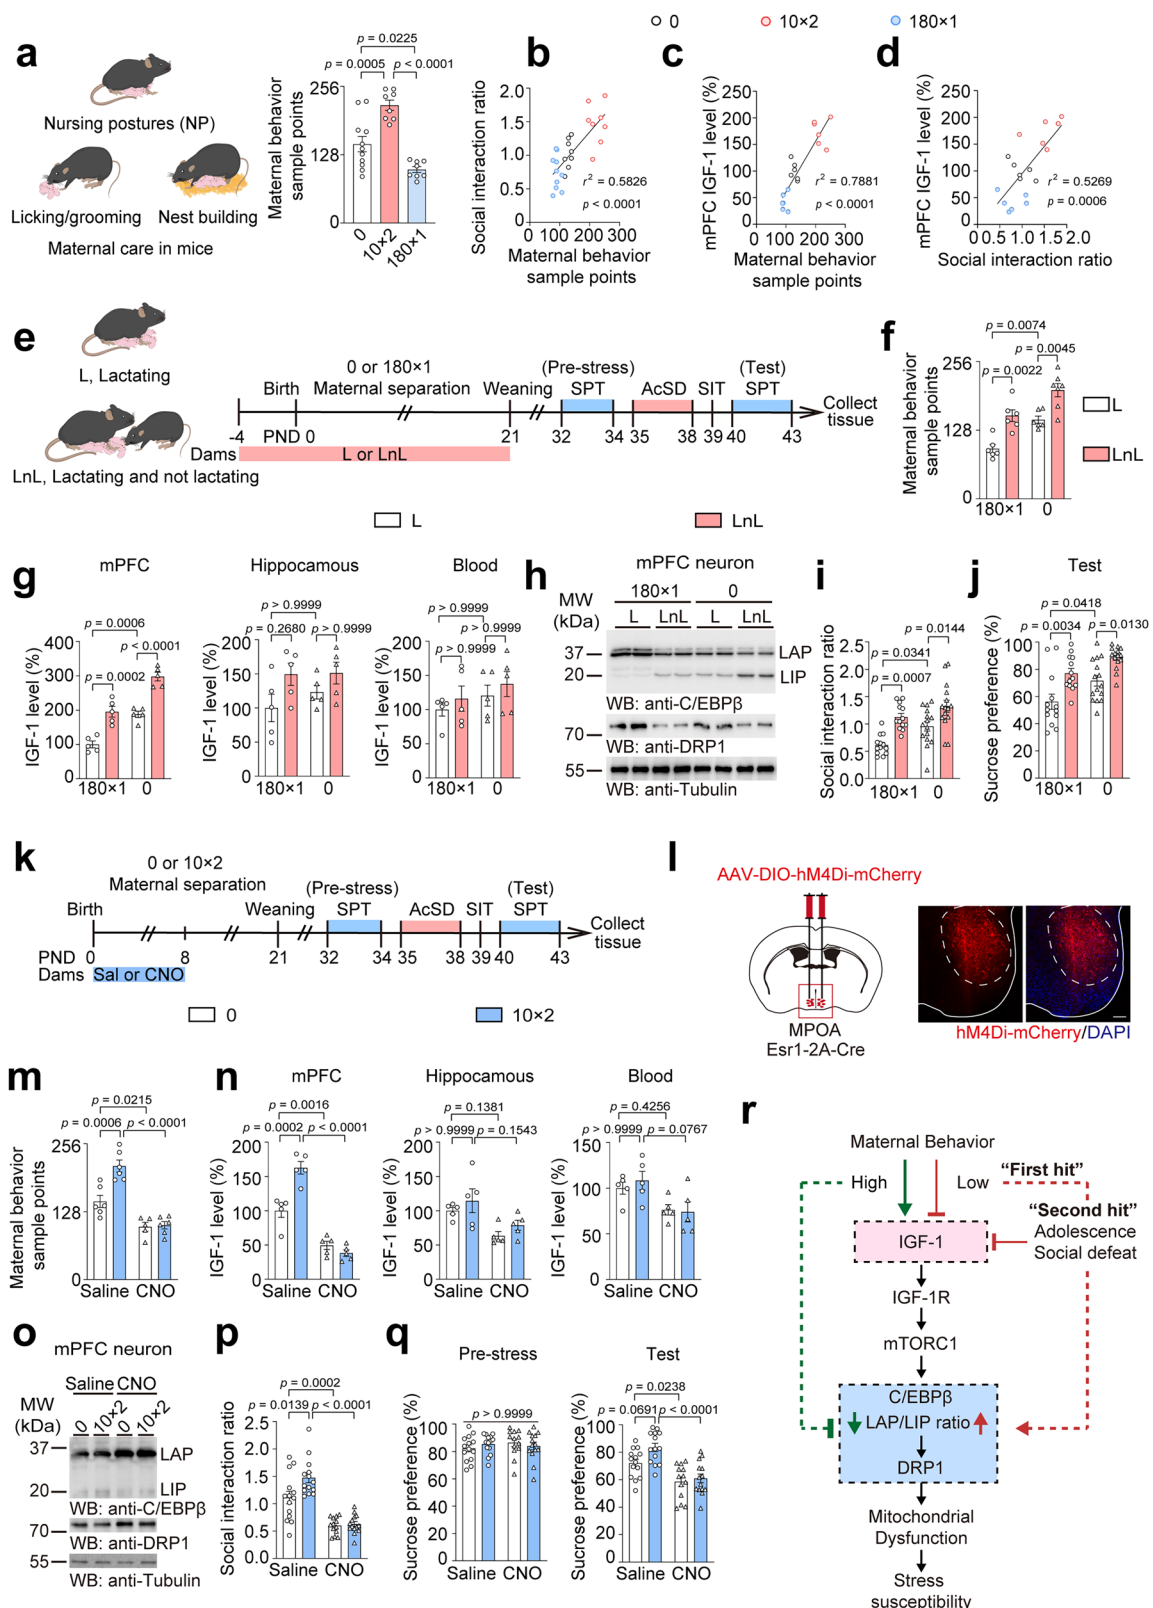 0
10×2
180×1
a
Nursing postures (NP)
Licking/grooming
Nest building
Maternal care in mice
Maternal behavior
sample points
256
128
0
p = 0.0225
p = 0.0005
p < 0.0001
0
10×2
180×1
b
Social interaction ratio
2.0
1.5
1.0
0.5
0
r² = 0.5826
p < 0.0001
0 100 200 300
Maternal behavior
sample points
c
mPFC IGF-1 level (%)
250
200
150
100
50
0
r² = 0.7881
p < 0.0001
0 100 200 300
Maternal behavior
sample points
d
mPFC IGF-1 level (%)
250
200
150
100
50
0
r² = 0.5269
p = 0.0006
0 0.5 1.0 1.5 2.0
Social interaction ratio
e
L, Lactating
LnL, Lactating and not lactating
0 or 180×1
Maternal separation
Birth
Weaning
(Pre-stress)
SPT
AcSD
SIT
(Test)
SPT
Collect
tissue
-4
PND
0
21
32
34
35
38
39
40
43
Dams
L or LnL
L
LnL
f
Maternal behavior
sample points
256
128
0
p = 0.0074
p = 0.0045
p = 0.0022
180×1
0
L
LnL
g
mPFC
IGF-1 level (%)
400
300
200
100
0
p = 0.0006
p < 0.0001
p = 0.0002
180×1
0
Hippocamous
IGF-1 level (%)
200
150
100
50
0
p > 0.9999
p = 0.2680
p > 0.9999
180×1
0
Blood
IGF-1 level (%)
200
150
100
50
0
p > 0.9999
p > 0.9999
p > 0.9999
180×1
0
h
mPFC neuron
MW
(kDa)
180×1
0
L
LnL
L
LnL
37
20
LAP
LIP
WB: anti-C/EBPβ
70
WB: anti-DRP1
55
WB: anti-Tubulin
i
Social interaction ratio
2.5
2.0
1.5
1.0
0.5
0.0
p = 0.0144
p = 0.0341
p = 0.0007
180×1
0
j
Test
Sucrose preference (%)
100
80
60
40
20
0
p = 0.0418
p = 0.0034
p = 0.0130
180×1
0
k
0 or 10×2
Maternal separation
Birth
Weaning
(Pre-stress)
SPT
AcSD
SIT
(Test)
SPT
Collect
tissue
PND
0
8
21
32
34
35
38
39
40
43
Dams
Sal or CNO
0
10×2
l
AAV-DIO-hM4Di-mCherry
MPOA
Esr1-2A-Cre
hM4Di-mCherry/DAPI
m
Maternal behavior
sample points
256
128
0
p = 0.0215
p = 0.0006
p < 0.0001
Saline
CNO
n
mPFC
IGF-1 level (%)
200
150
100
50
0
p = 0.0016
p = 0.0002
p < 0.0001
Saline
CNO
Hippocamous
IGF-1 level (%)
200
150
100
50
0
p = 0.1381
p > 0.9999
p = 0.1543
Saline
CNO
Blood
IGF-1 level (%)
150
100
50
0
p = 0.4256
p > 0.9999
p = 0.0767
Saline
CNO
o
mPFC neuron
MW
(kDa)
Saline
CNO
0
10×2
0
10×2
37
20
LAP
LIP
WB: anti-C/EBPβ
70
WB: anti-DRP1
55
WB: anti-Tubulin
p
Social interaction ratio
2.5
2.0
1.5
1.0
0.5
0.0
p = 0.0002
p = 0.0139
p < 0.0001
Saline
CNO
q
Pre-stress
Sucrose preference (%)
100
80
60
40
20
0
p > 0.9999
Saline
CNO
Test
Sucrose preference (%)
100
80
60
40
20
0
p = 0.0238
p = 0.0691
p < 0.0001
Saline
CNO
r
Maternal Behavior
High
Low
“First hit”
“Second hit”
Adolescence
Social defeat
IGF-1
IGF-1R
mTORC1
C/EBPβ
LAP/LIP ratio
DRP1
Mitochondrial
Dysfunction
Stress
susceptibility